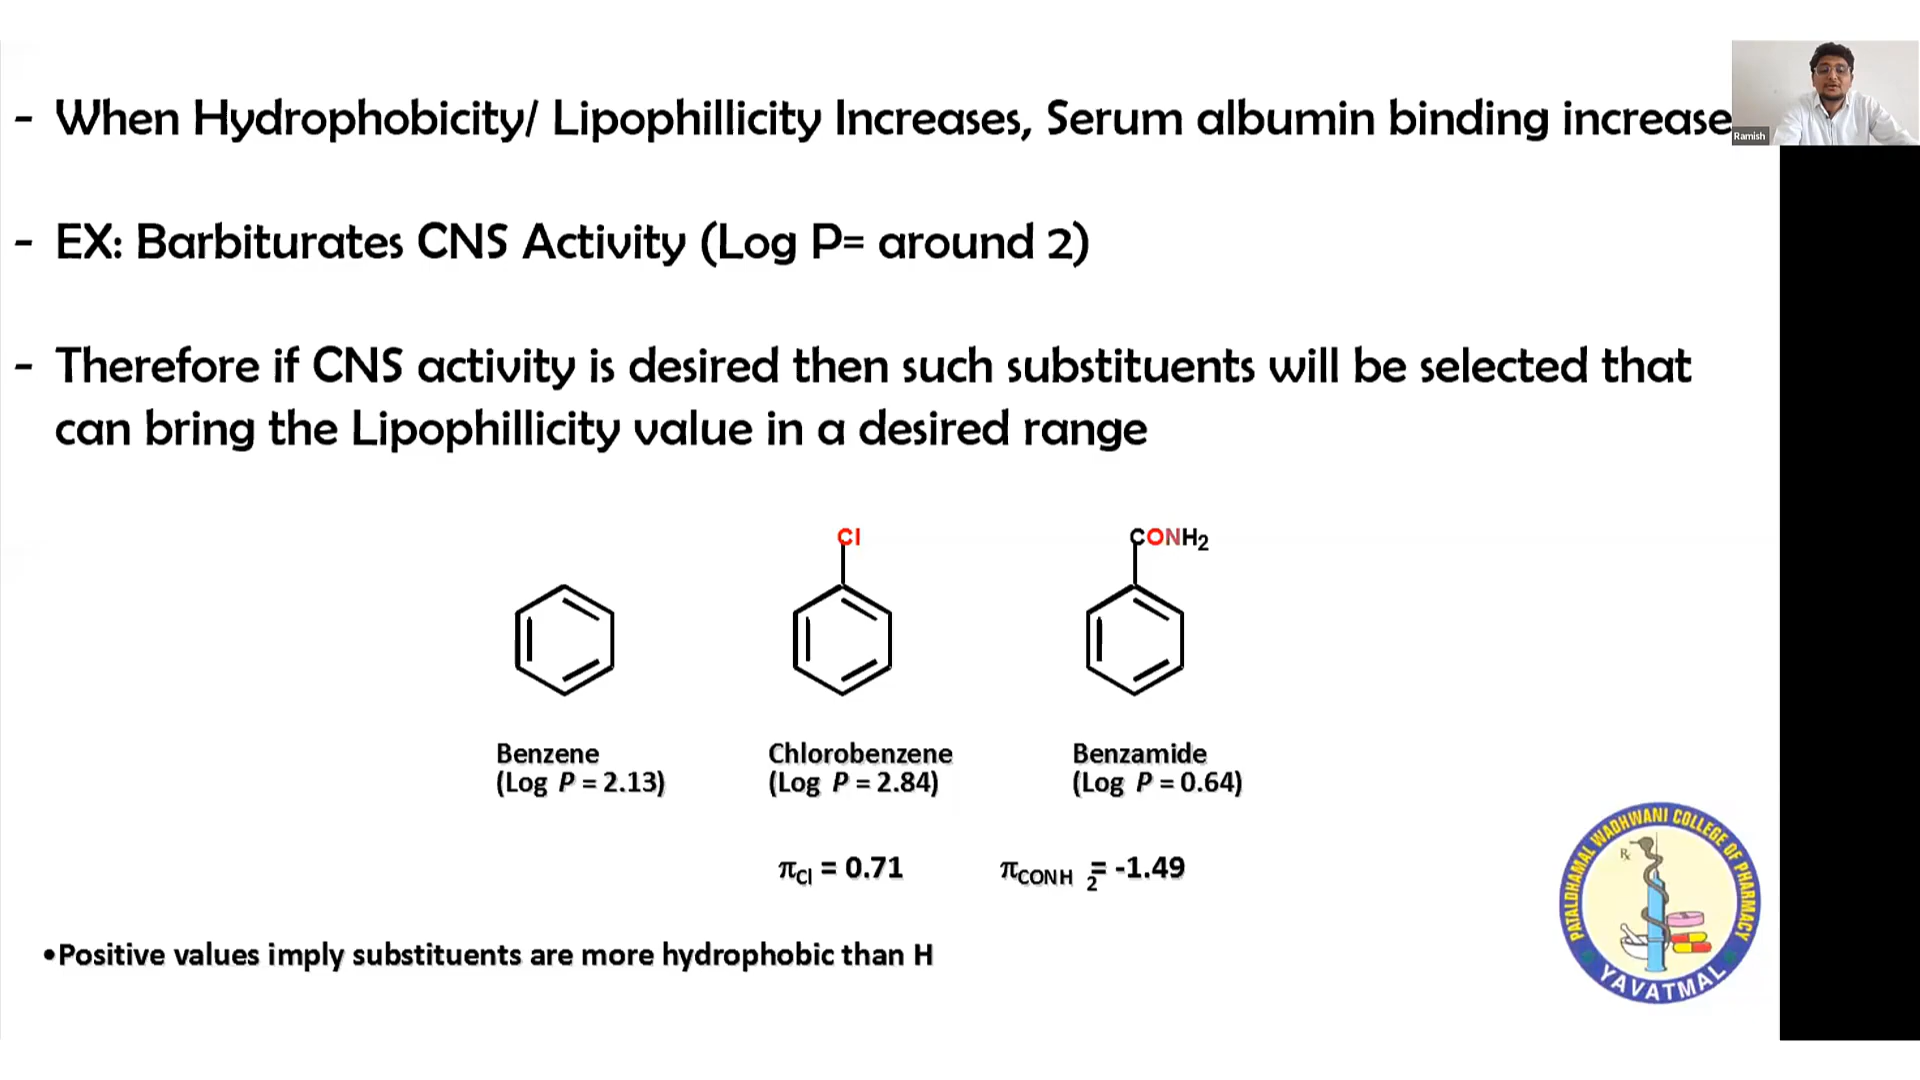 - When Hydrophobicity/ Lipophillicity Increases, Serum albumin binding increase
Ramish
- EX: Barbiturates CNS Activity (Log P= around 2)
- Therefore if CNS activity is desired then such substituents will be selected that
can bring the Lipophillicity value in a desired range
Cl
CONH2
Benzene
(Log P = 2.13)
Chlorobenzene
(Log P = 2.84)
Benzamide
(Log P = 0.64)
πCl = 0.71
πCONH2 = -1.49
•Positive values imply substituents are more hydrophobic than H
PATALDHAMAL WADHWANI COLLEGE OF PHARMACY
Rx
YAVATMAL